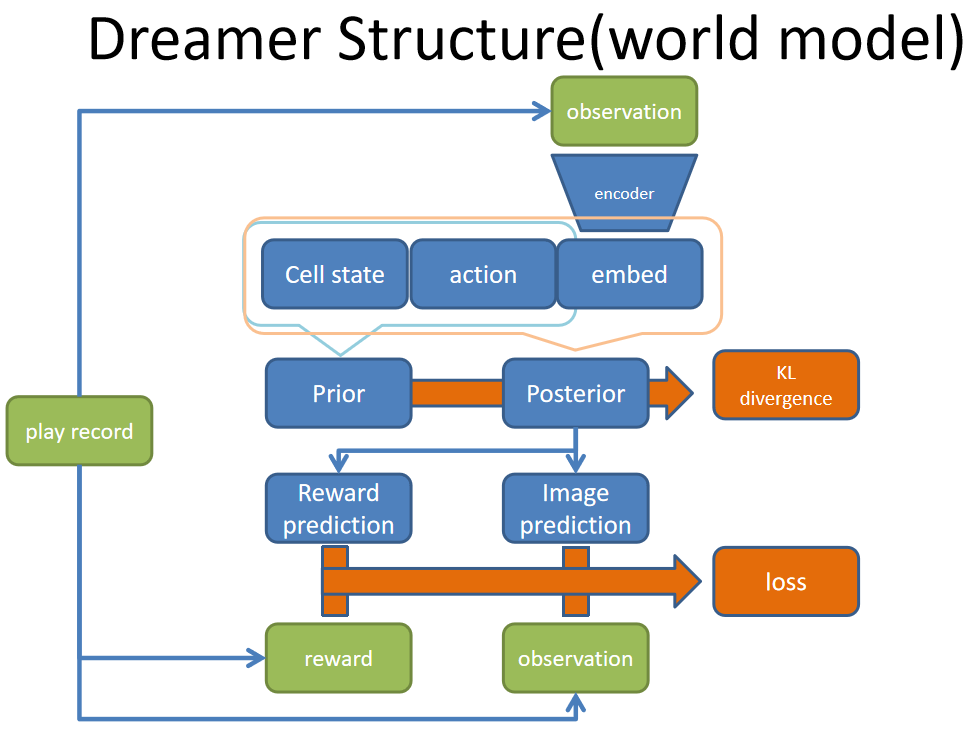 Dreamer Structure(world model)
observation
encoder
Cell state
action
embed
Prior
Posterior
KL
divergence
play record
Reward
prediction
Image
prediction
loss
reward
observation